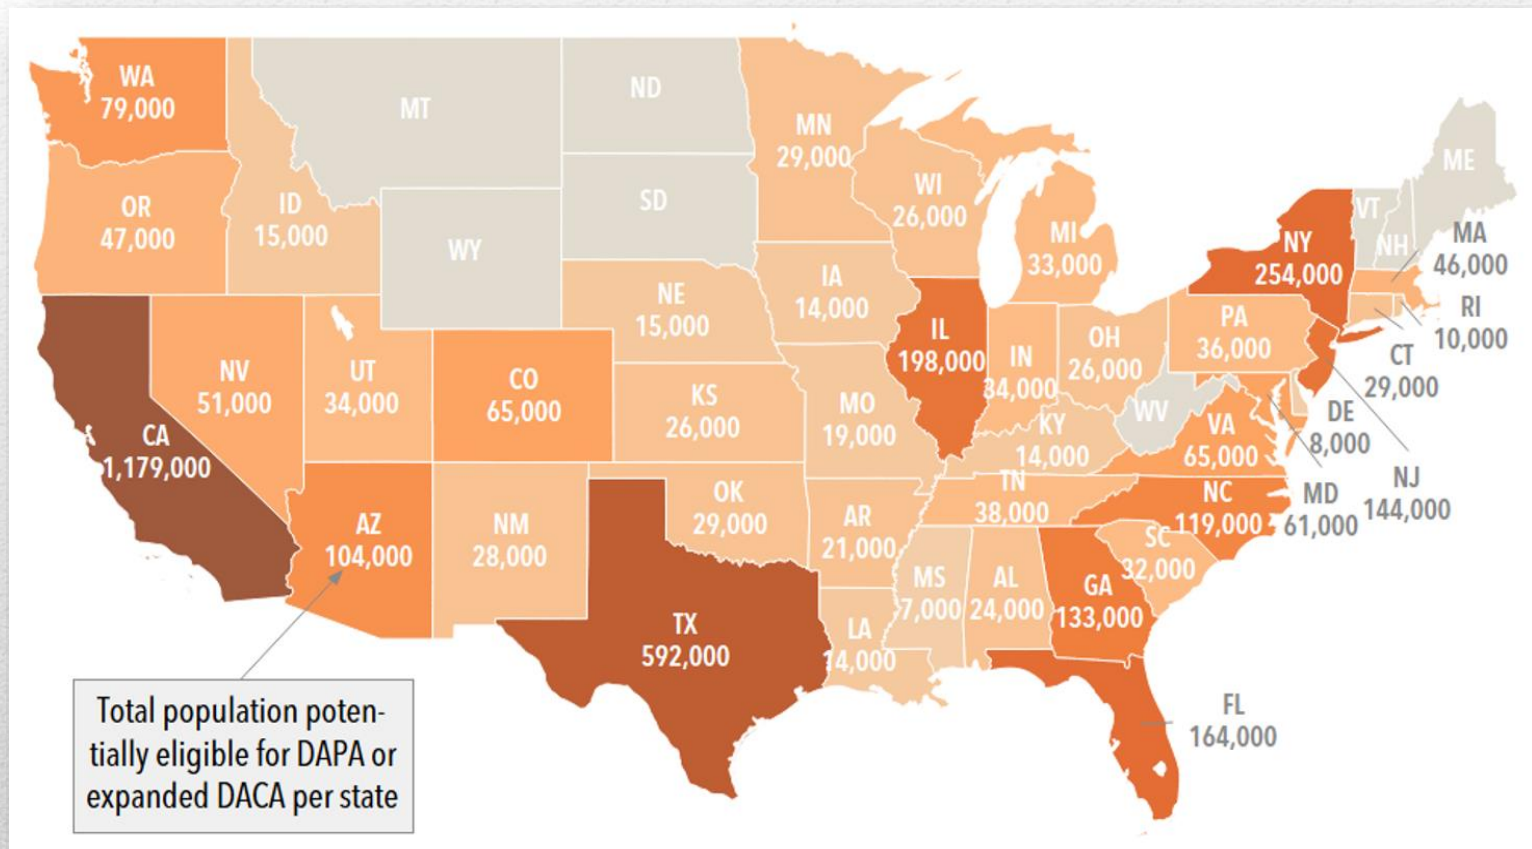 WA
79,000
MT
ND
MN
29,000
OR
47,000
ID
15,000
SD
WI
26,000
ME
VT
NH
MA
46,000
WY
MI
33,000
NY
254,000
NE
15,000
IA
14,000
RI
10,000
PA
36,000
CT
29,000
IL
198,000
IN
34,000
OH
26,000
NV
51,000
UT
34,000
CO
65,000
KS
26,000
MO
19,000
WV
DE
8,000
CA
1,179,000
KY
14,000
VA
65,000
NJ
144,000
MD
61,000
AZ
104,000
NM
28,000
OK
29,000
AR
21,000
TN
38,000
NC
119,000
SC
32,000
MS
7,000
AL
24,000
GA
133,000
TX
592,000
LA
14,000
FL
164,000
Total population poten-
tially eligible for DAPA or
expanded DACA per state